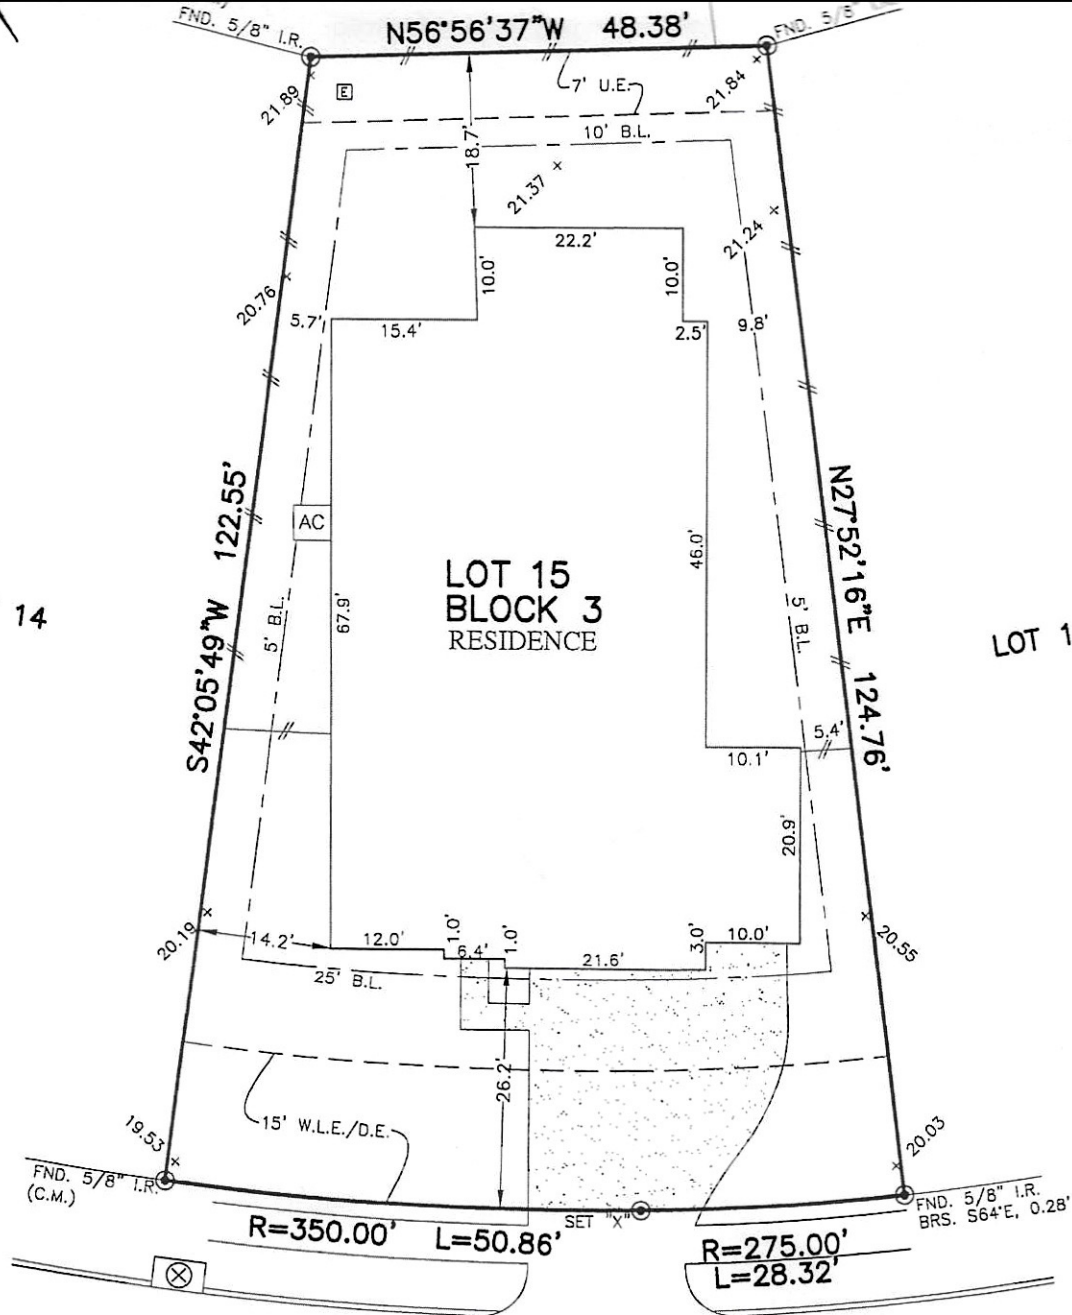 FND. 5/8" I.R.
N56°56'37"W 48.38'
FND. 5/8"
21.89
E
7' U.E.
21.84
18.7'
10' B.L.
21.37
22.2'
21.24
20.76
10.0'
10.0'
5.7'
15.4'
2.5'
9.8'
S42°05'49"W 122.55'
AC
46.0'
N27°52'16"E 124.76'
LOT 15
BLOCK 3
RESIDENCE
67.9'
5' B.L.
5' B.L.
14
LOT 1
5.4'
10.1'
20.9'
20.19
14.2'
12.0'
1.0'
6.4'
1.0'
21.6'
3.0'
10.0'
20.55
25' B.L.
26.2'
15' W.L.E./D.E.
19.53
20.03
FND. 5/8" I.R.
(C.M.)
SET "X"
FND. 5/8" I.R.
BRS. S64°E, 0.28'
R=350.00' L=50.86'
R=275.00'
L=28.32'